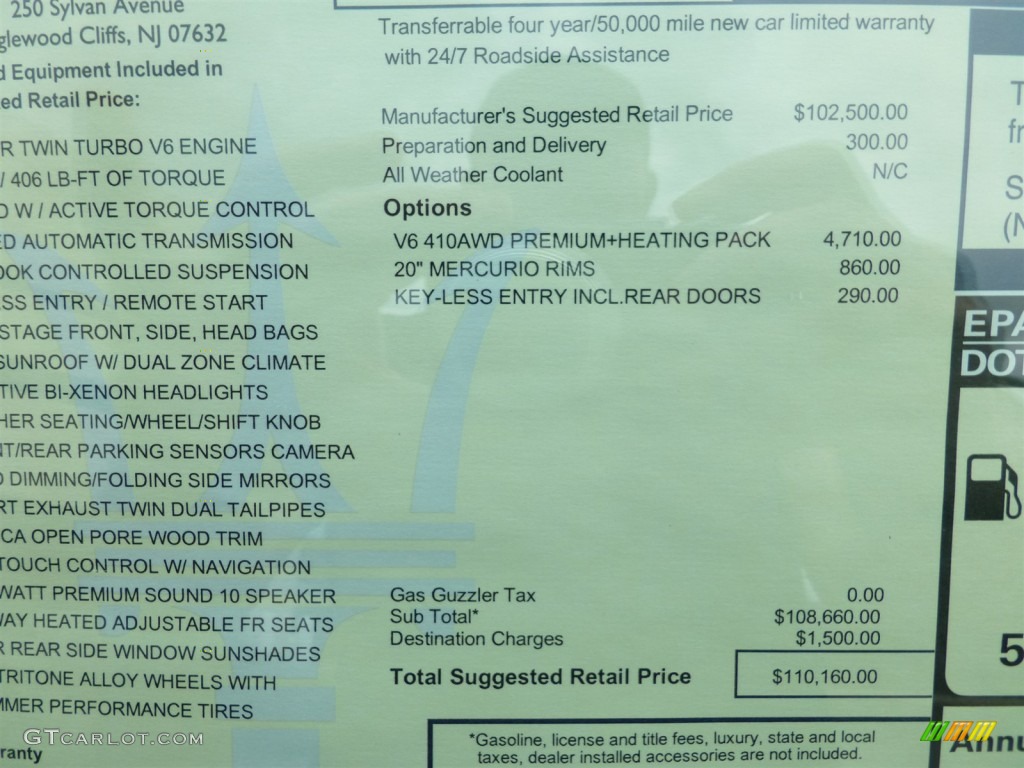 250 Sylvan Avenue
glewood Cliffs, NJ 07632
d Equipment Included in
ed Retail Price:
R TWIN TURBO V6 ENGINE
/ 406 LB-FT OF TORQUE
D W / ACTIVE TORQUE CONTROL
ED AUTOMATIC TRANSMISSION
OOK CONTROLLED SUSPENSION
ESS ENTRY / REMOTE START
STAGE FRONT, SIDE, HEAD BAGS
SUNROOF W/ DUAL ZONE CLIMATE
TIVE BI-XENON HEADLIGHTS
HER SEATING/WHEEL/SHIFT KNOB
NT/REAR PARKING SENSORS CAMERA
O DIMMING/FOLDING SIDE MIRRORS
RT EXHAUST TWIN DUAL TAILPIPES
CA OPEN PORE WOOD TRIM
TOUCH CONTROL W/ NAVIGATION
WATT PREMIUM SOUND 10 SPEAKER
WAY HEATED ADJUSTABLE FR SEATS
R REAR SIDE WINDOW SUNSHADES
TRITONE ALLOY WHEELS WITH
MMER PERFORMANCE TIRES
rranty
Transferrable four year/50,000 mile new car limited warranty
with 24/7 Roadside Assistance
Manufacturer's Suggested Retail Price $102,500.00
Preparation and Delivery 300.00
All Weather Coolant N/C
Options
V6 410AWD PREMIUM+HEATING PACK 4,710.00
20" MERCURIO RIMS 860.00
KEY-LESS ENTRY INCL.REAR DOORS 290.00
Gas Guzzler Tax 0.00
Sub Total* $108,660.00
Destination Charges $1,500.00
Total Suggested Retail Price $110,160.00
*Gasoline, license and title fees, luxury, state and local
taxes, dealer installed accessories are not included.
T
fr
S
(N
EPA
DOT
5
Annu
GTcarlot.com